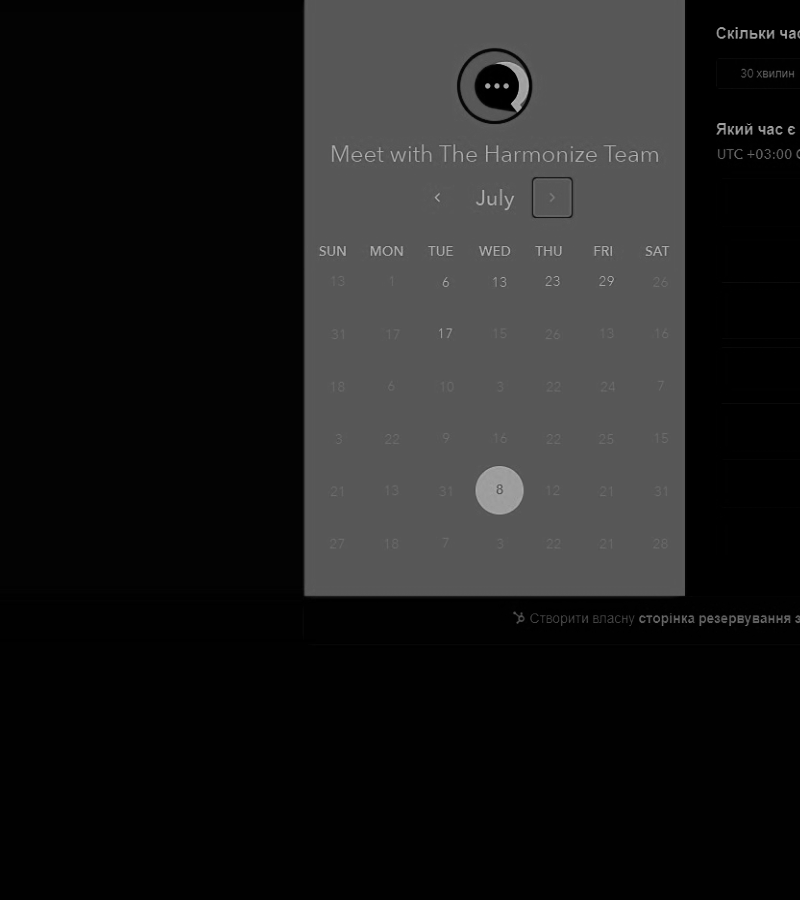 Meet with The Harmonize Team
July
SUN MON TUE WED THU FRI SAT
13 1 6 13 23 29 26
31 17 17 15 26 13 16
18 6 10 3 22 24 7
3 22 9 16 22 25 15
21 13 31 8 12 21 31
27 18 7 3 22 21 28
Скільки час
30 хвилин
Який час є
UTC +03:00
Створити власну сторінка резервування з